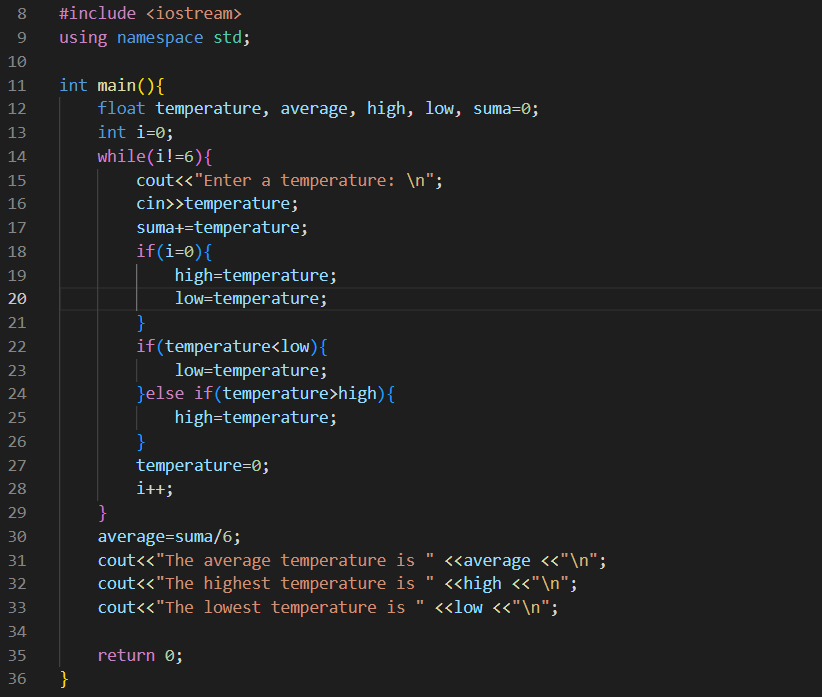 8 #include <iostream>
9 using namespace std;
10
11 int main(){
12     float temperature, average, high, low, suma=0;
13     int i=0;
14     while(i!=6){
15         cout<<"Enter a temperature: \n";
16         cin>>temperature;
17         suma+=temperature;
18         if(i=0){
19             high=temperature;
20             low=temperature;
21         }
22         if(temperature<low){
23             low=temperature;
24         }else if(temperature>high){
25             high=temperature;
26         }
27         temperature=0;
28         i++;
29     }
30     average=suma/6;
31     cout<<"The average temperature is " <<average <<"\n";
32     cout<<"The highest temperature is " <<high <<"\n";
33     cout<<"The lowest temperature is " <<low <<"\n";
34
35     return 0;
36 }